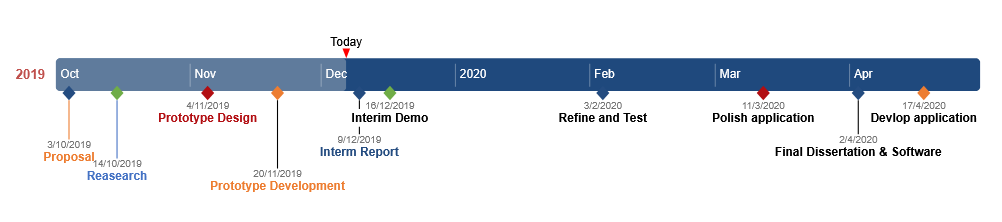 Today
2019
Oct
Nov
Dec
2020
Feb
Mar
Apr
3/10/2019
Proposal
14/10/2019
Reasearch
4/11/2019
Prototype Design
20/11/2019
Prototype Development
9/12/2019
Interm Report
16/12/2019
Interim Demo
3/2/2020
Refine and Test
11/3/2020
Polish application
2/4/2020
Final Dissertation & Software
17/4/2020
Devlop application